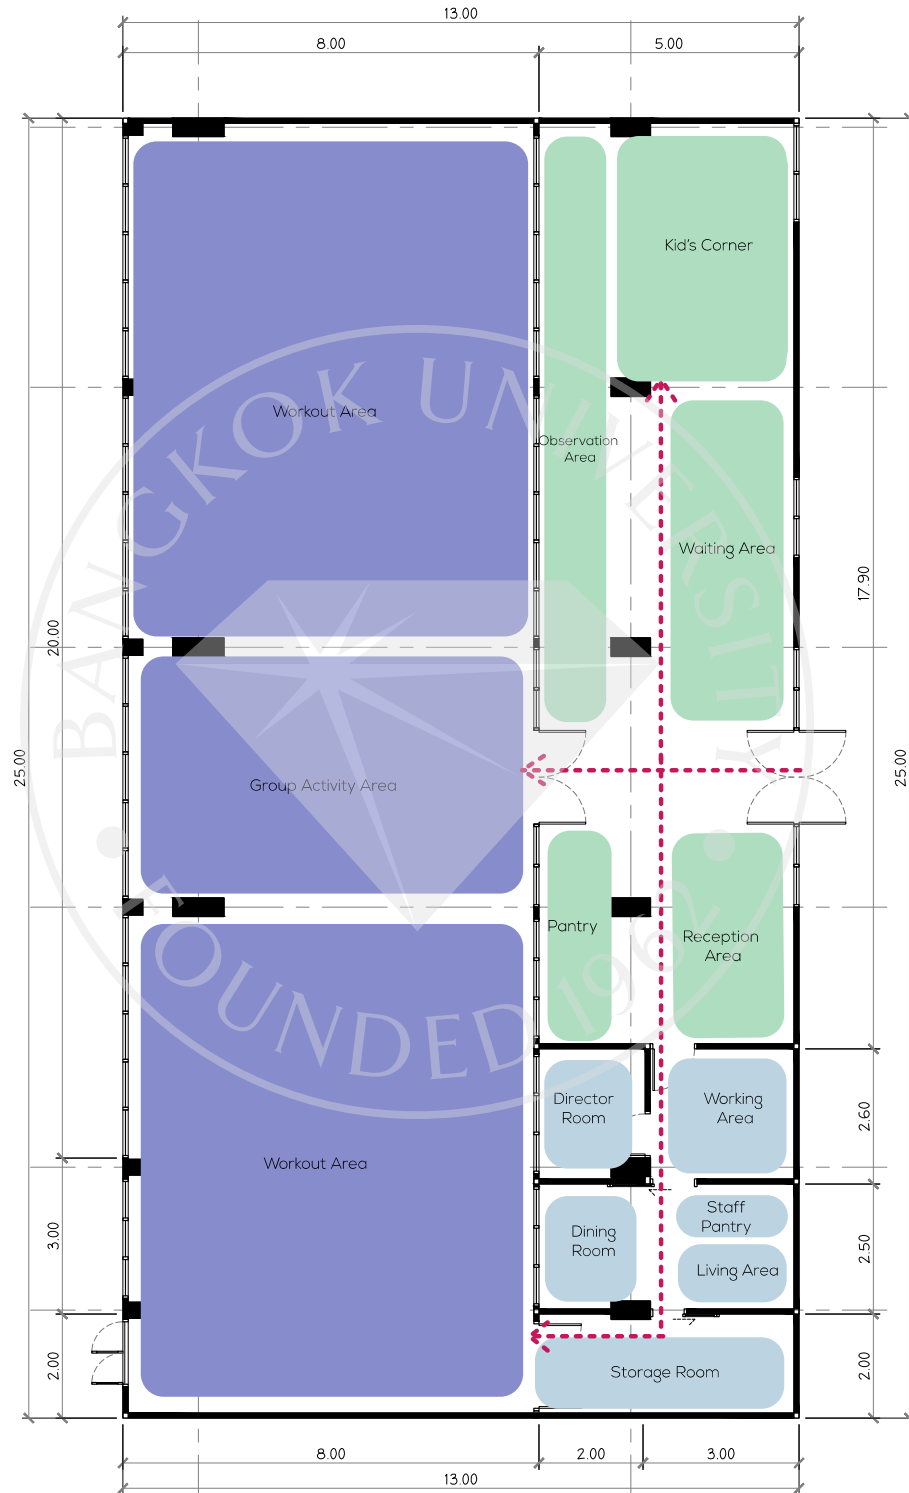 13.00
8.00
5.00
Kid's Corner
Workout Area
Observation
Area
Waiting Area
17.90
20.00
25.00
25.00
Group Activity Area
Pantry
Reception
Area
Director
Room
Working
Area
2.60
Workout Area
Staff
Pantry
Dining
Room
Living Area
3.00
2.50
2.00
Storage Room
2.00
8.00
2.00
3.00
13.00
BANGKOK UNIVERSITY
FOUNDED 1962